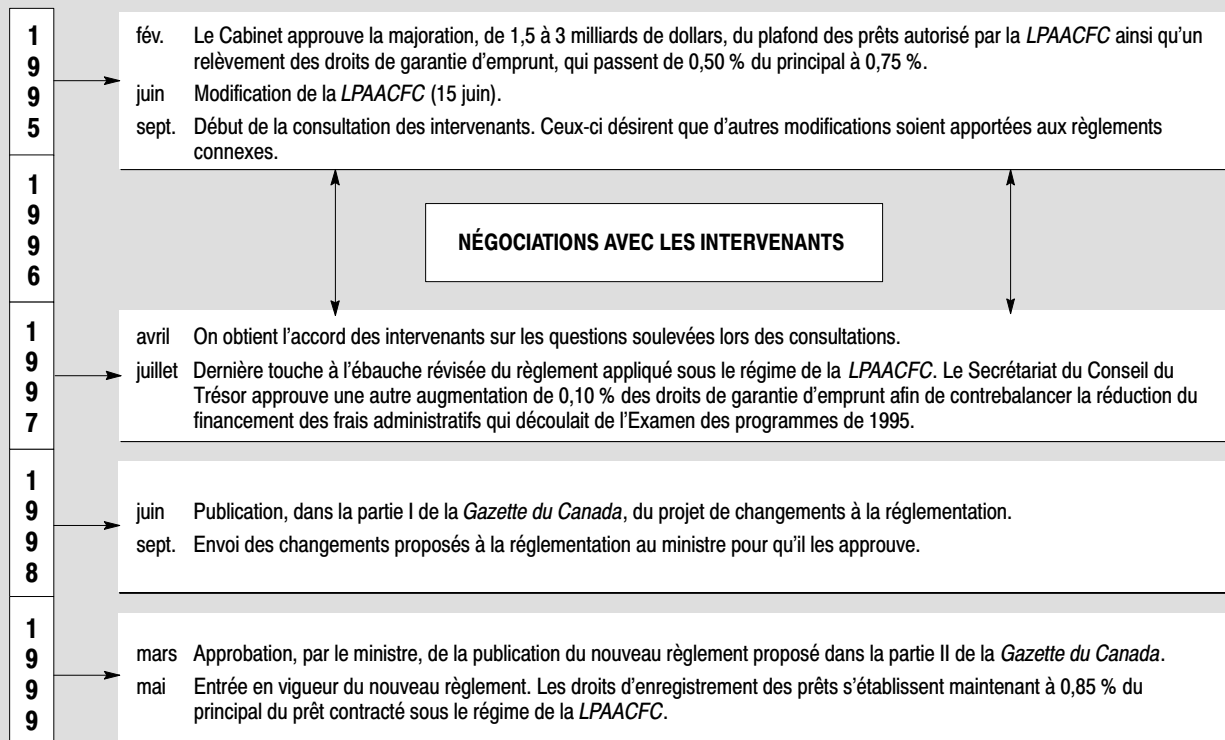 1
9
9
5
fév. Le Cabinet approuve la majoration, de 1,5 à 3 milliards de dollars, du plafond des prêts autorisé par la LPAACFC ainsi qu'un
relèvement des droits de garantie d'emprunt, qui passent de 0,50 % du principal à 0,75 %.
juin Modification de la LPAACFC (15 juin).
sept. Début de la consultation des intervenants. Ceux-ci désirent que d'autres modifications soient apportées aux règlements
connexes.
1
9
9
6
NÉGOCIATIONS AVEC LES INTERVENANTS
1
9
9
7
avril On obtient l'accord des intervenants sur les questions soulevées lors des consultations.
juillet Dernière touche à l'ébauche révisée du règlement appliqué sous le régime de la LPAACFC. Le Secrétariat du Conseil du
Trésor approuve une autre augmentation de 0,10 % des droits de garantie d'emprunt afin de contrebalancer la réduction du
financement des frais administratifs qui découlait de l'Examen des programmes de 1995.
1
9
9
8
juin Publication, dans la partie I de la Gazette du Canada, du projet de changements à la réglementation.
sept. Envoi des changements proposés à la réglementation au ministre pour qu'il les approuve.
1
9
9
9
mars Approbation, par le ministre, de la publication du nouveau règlement proposé dans la partie II de la Gazette du Canada.
mai Entrée en vigueur du nouveau règlement. Les droits d'enregistrement des prêts s'établissent maintenant à 0,85 % du
principal du prêt contracté sous le régime de la LPAACFC.